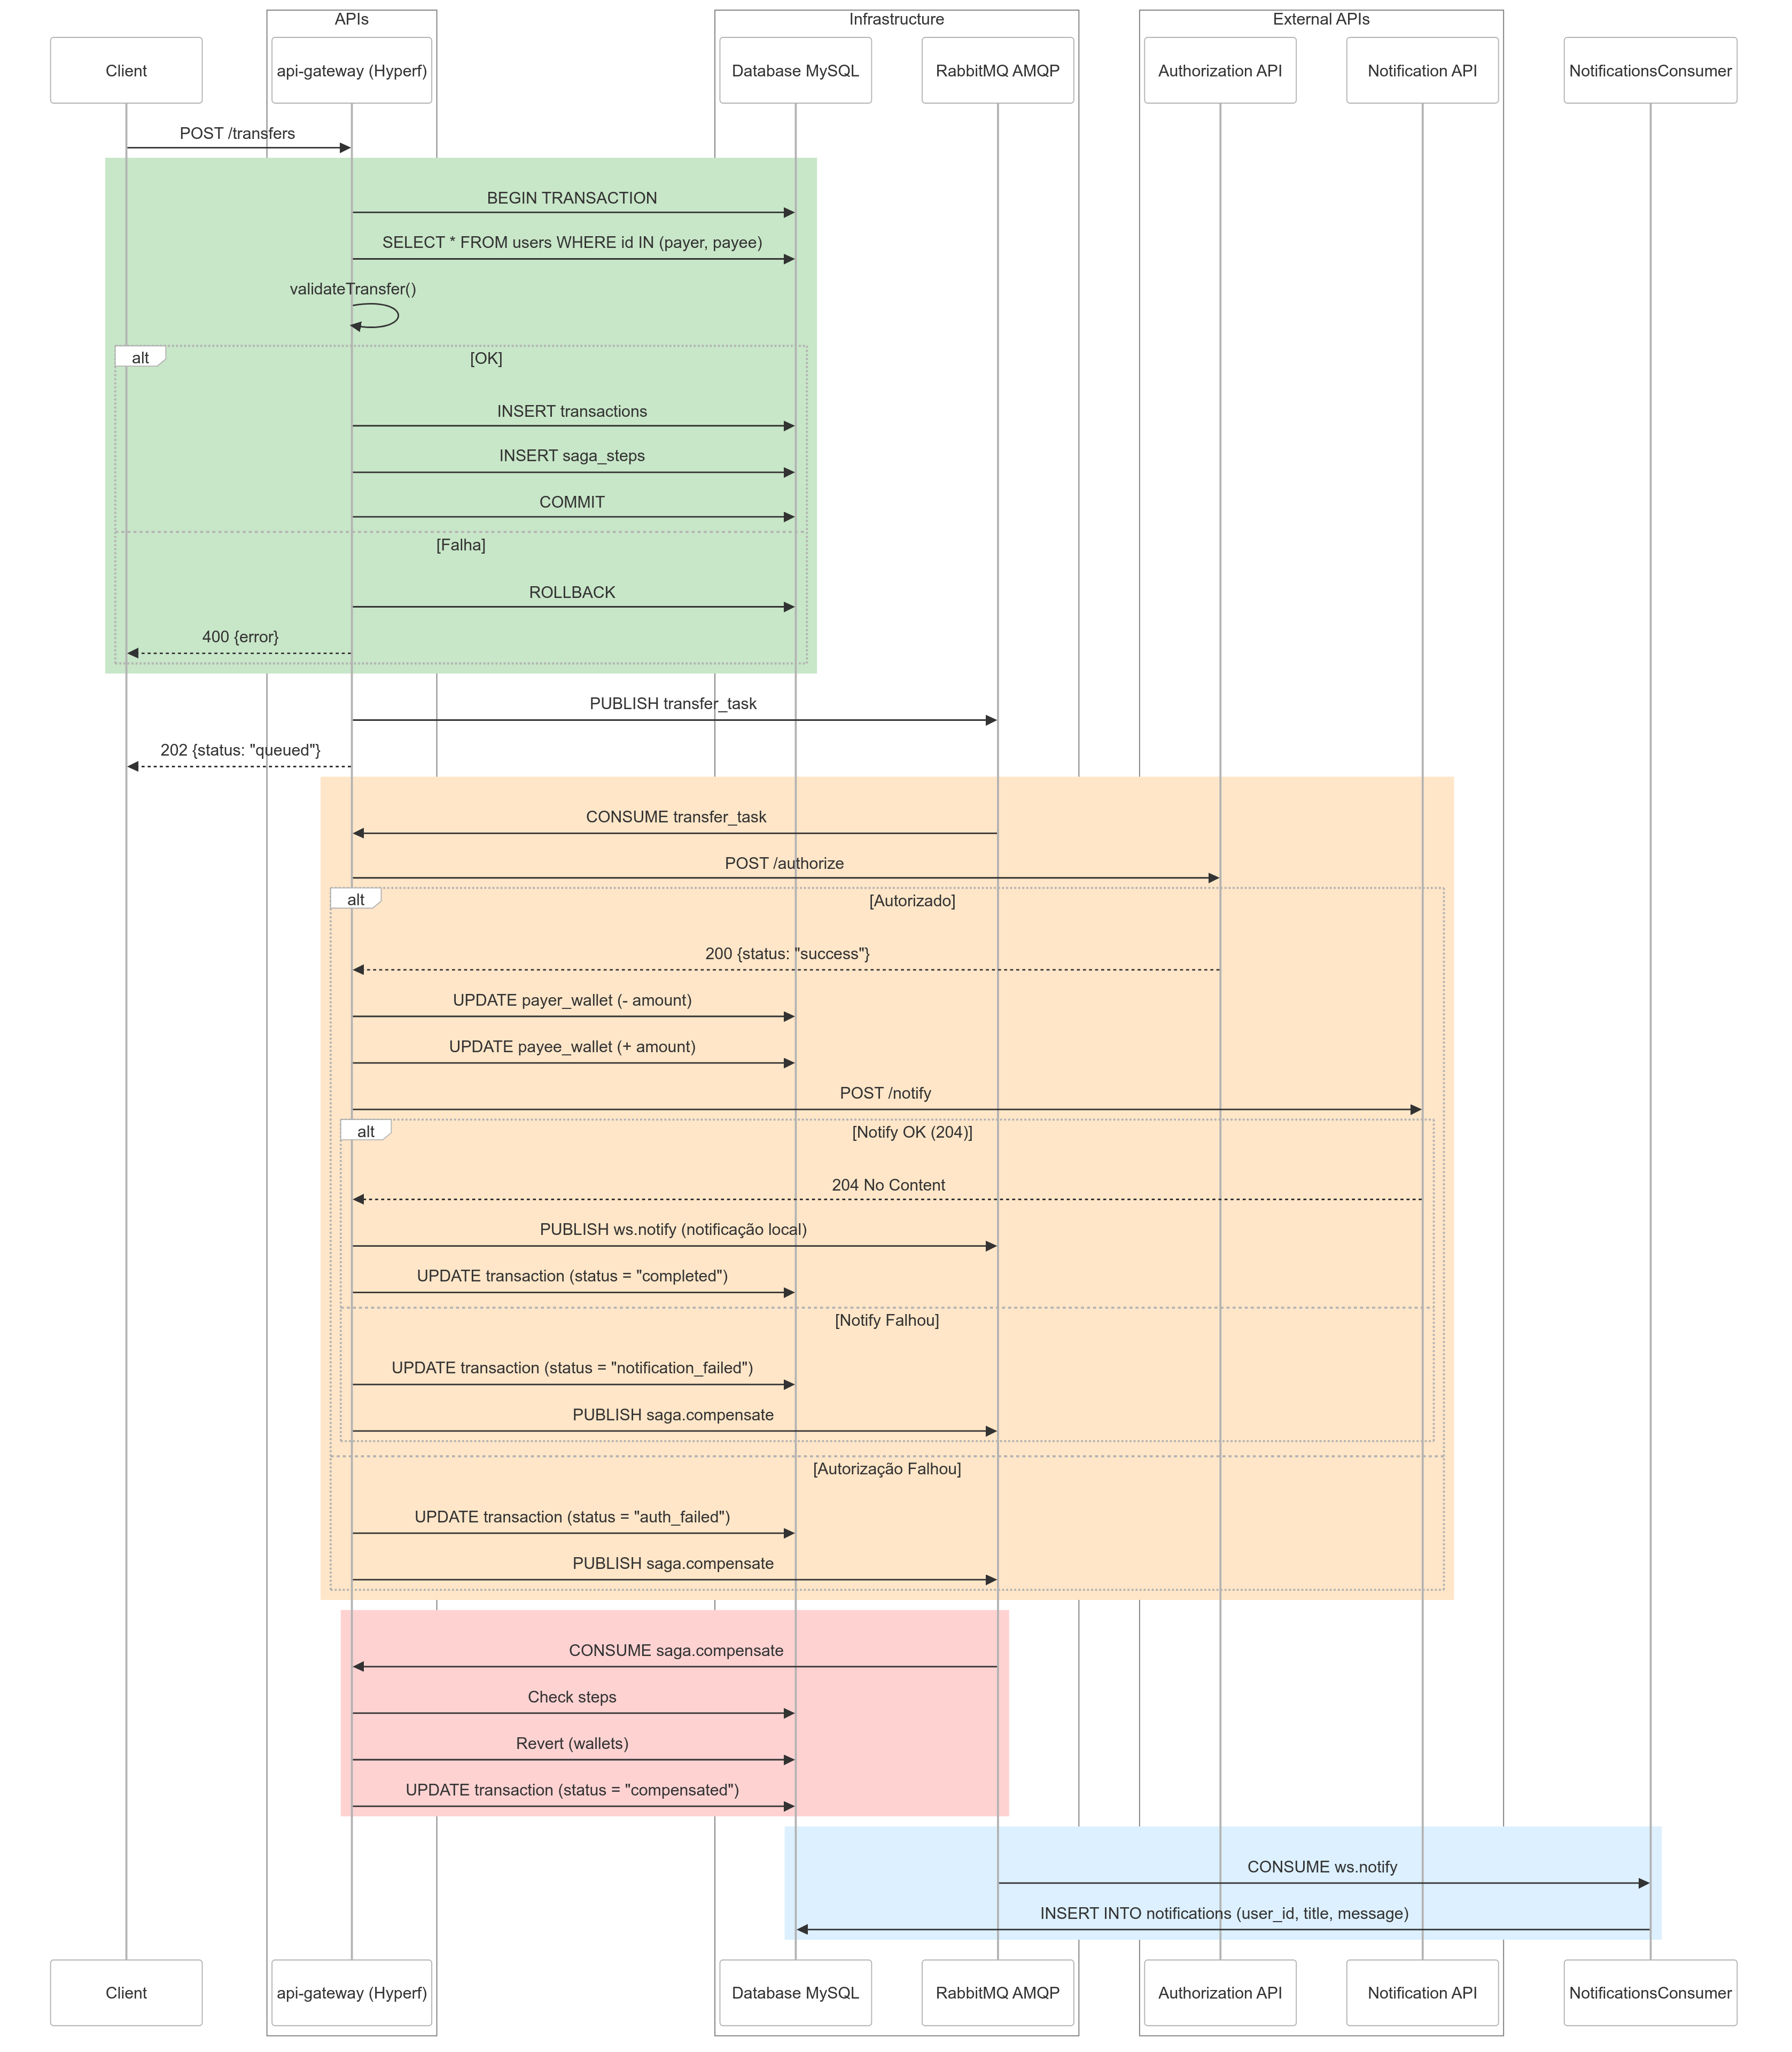 APIs
Infrastructure
External APIs
Client
api-gateway (Hyperf)
Database MySQL
RabbitMQ AMQP
Authorization API
Notification API
NotificationsConsumer
POST /transfers
BEGIN TRANSACTION
SELECT * FROM users WHERE id IN (payer, payee)
validateTransfer()
alt
[OK]
INSERT transactions
INSERT saga_steps
COMMIT
[Falha]
ROLLBACK
400 {error}
PUBLISH transfer_task
202 {status: "queued"}
CONSUME transfer_task
POST /authorize
alt
[Autorizado]
200 {status: "success"}
UPDATE payer_wallet (- amount)
UPDATE payee_wallet (+ amount)
POST /notify
alt
[Notify OK (204)]
204 No Content
PUBLISH ws.notify (notificação local)
UPDATE transaction (status = "completed")
[Notify Falhou]
UPDATE transaction (status = "notification_failed")
PUBLISH saga.compensate
[Autorização Falhou]
UPDATE transaction (status = "auth_failed")
PUBLISH saga.compensate
CONSUME saga.compensate
Check steps
Revert (wallets)
UPDATE transaction (status = "compensated")
CONSUME ws.notify
INSERT INTO notifications (user_id, title, message)
Client
api-gateway (Hyperf)
Database MySQL
RabbitMQ AMQP
Authorization API
Notification API
NotificationsConsumer